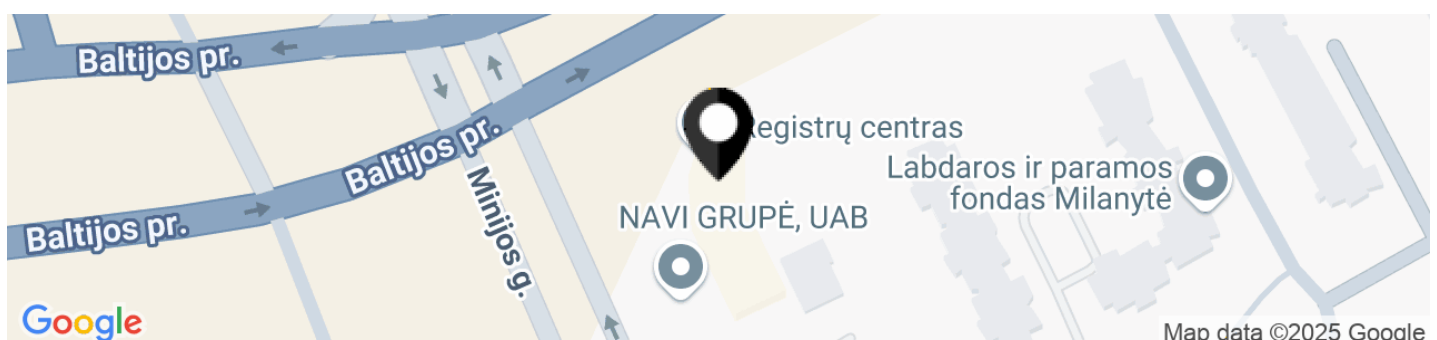 Baltijos pr.
Baltijos pr.
Baltijos pr.
Minijos g.
Registrų centras
Labdaros ir paramos
fondas Milanytė
NAVI GRUPĖ, UAB
Google
Map data ©2025 Google